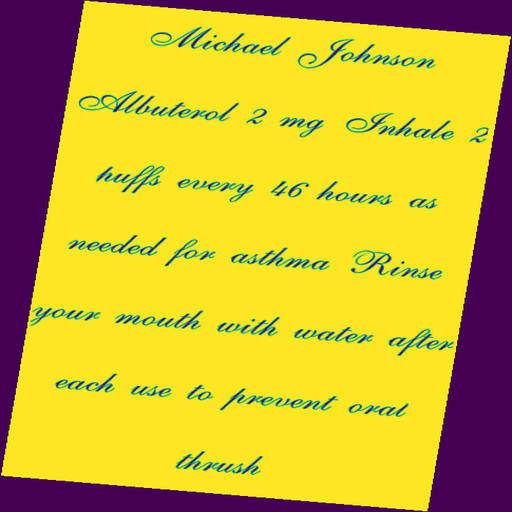 Michael Johnson
Albuterol 2 mg Inhale 2
huffs every 46 hours as
needed for asthma Rinse
your mouth with water after
each use to prevent oral
thrush